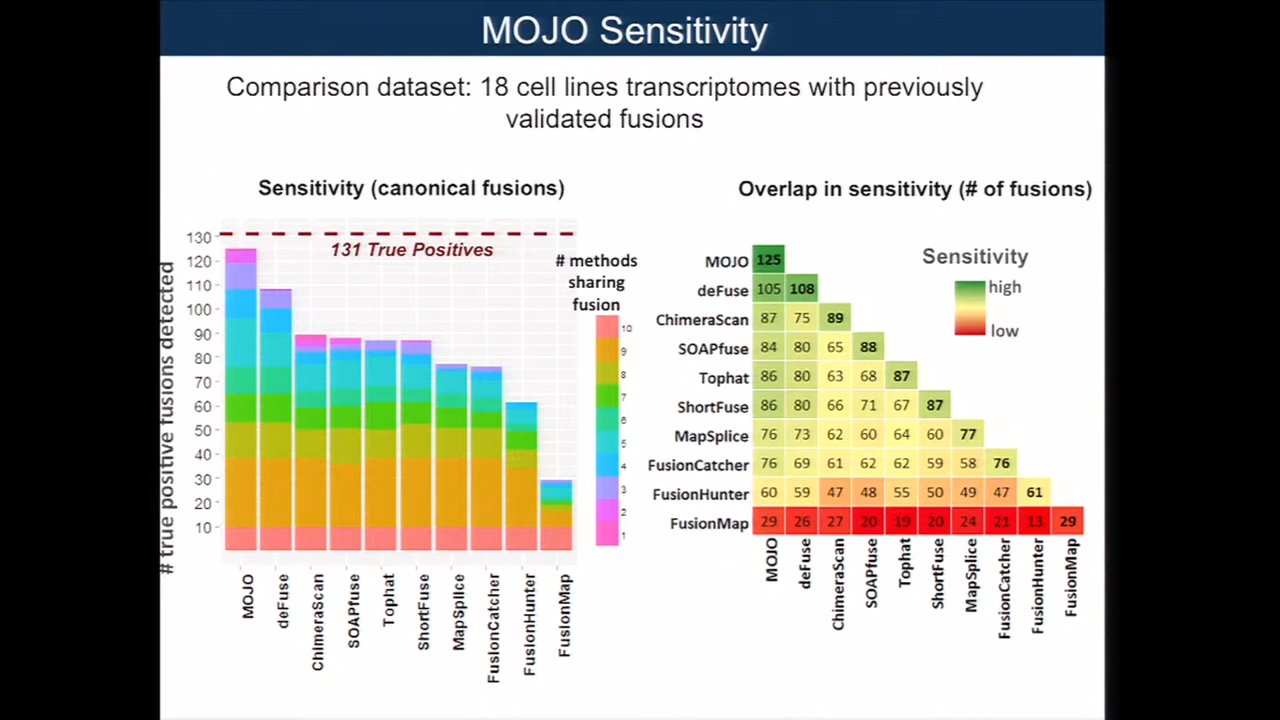 MOJO Sensitivity
Comparison dataset: 18 cell lines transcriptomes with previously
validated fusions
Sensitivity (canonical fusions)
# true positive fusions detected
130
120
110
100
90
80
70
60
50
40
30
20
10
131 True Positives
MOJO
deFuse
ChimeraScan
SOAPfuse
Tophat
ShortFuse
MapSplice
FusionCatcher
FusionHunter
FusionMap
# methods
sharing
fusion
10
9
8
7
6
5
4
3
2
1
Overlap in sensitivity (# of fusions)
Sensitivity
high
low
MOJO 125
deFuse 105 108
ChimeraScan 87 75 89
SOAPfuse 84 80 65 88
Tophat 86 80 63 68 87
ShortFuse 86 80 66 71 67 87
MapSplice 76 73 62 60 64 60 77
FusionCatcher 76 69 61 62 62 59 58 76
FusionHunter 60 59 47 48 55 50 49 47 61
FusionMap 29 26 27 20 19 20 24 21 13 29
MOJO
deFuse
ChimeraScan
SOAPfuse
Tophat
ShortFuse
MapSplice
FusionCatcher
FusionHunter
FusionMap